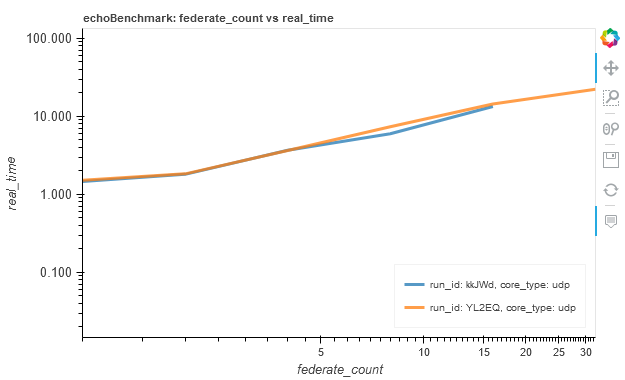 echoBenchmark: federate_count vs real_time
100.000
10.000
1.000
0.100
real_time
run_id: kkJWd, core_type: udp
run_id: YL2EQ, core_type: udp
5
10
15
20
25
30
federate_count